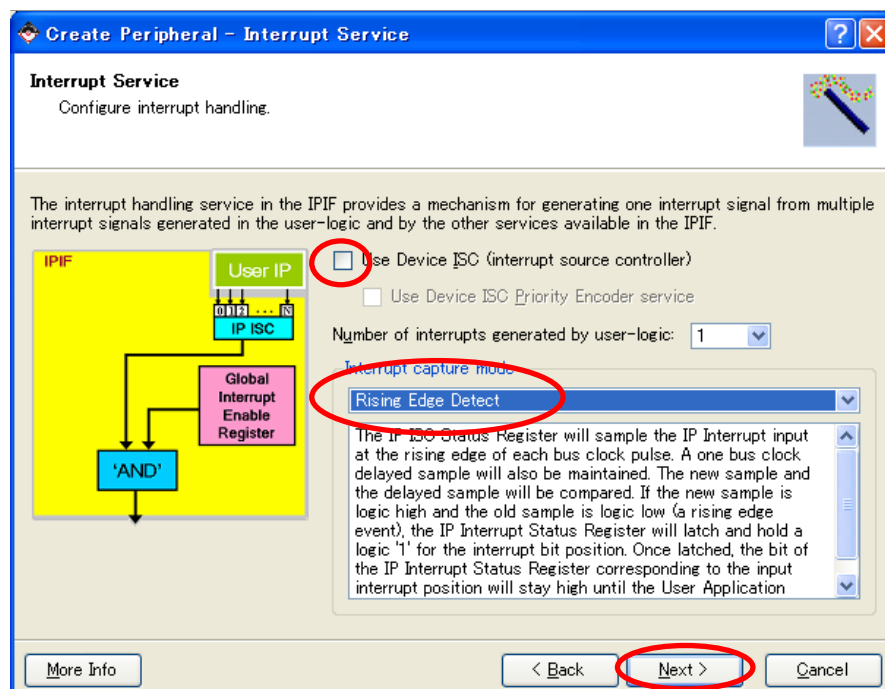 Create Peripheral - Interrupt Service
Interrupt Service
Configure interrupt handling.
The interrupt handling service in the IPIF provides a mechanism for generating one interrupt signal from multiple
interrupt signals generated in the user-logic and by the other services available in the IPIF.
IPIF
User IP
0 1 2 ... N
IP ISC
Global
Interrupt
Enable
Register
'AND'
Use Device ISC (interrupt source controller)
Use Device ISC Priority Encoder service
Number of interrupts generated by user-logic: 1
Interrupt capture mode
Rising Edge Detect
The IP ISC Status Register will sample the IP Interrupt input
at the rising edge of each bus clock pulse. A one bus clock
delayed sample will also be maintained. The new sample and
the delayed sample will be compared. If the new sample is
logic high and the old sample is logic low (a rising edge
event), the IP Interrupt Status Register will latch and hold a
logic '1' for the interrupt bit position. Once latched, the bit of
the IP Interrupt Status Register corresponding to the input
interrupt position will stay high until the User Application
More Info
< Back
Next >
Cancel